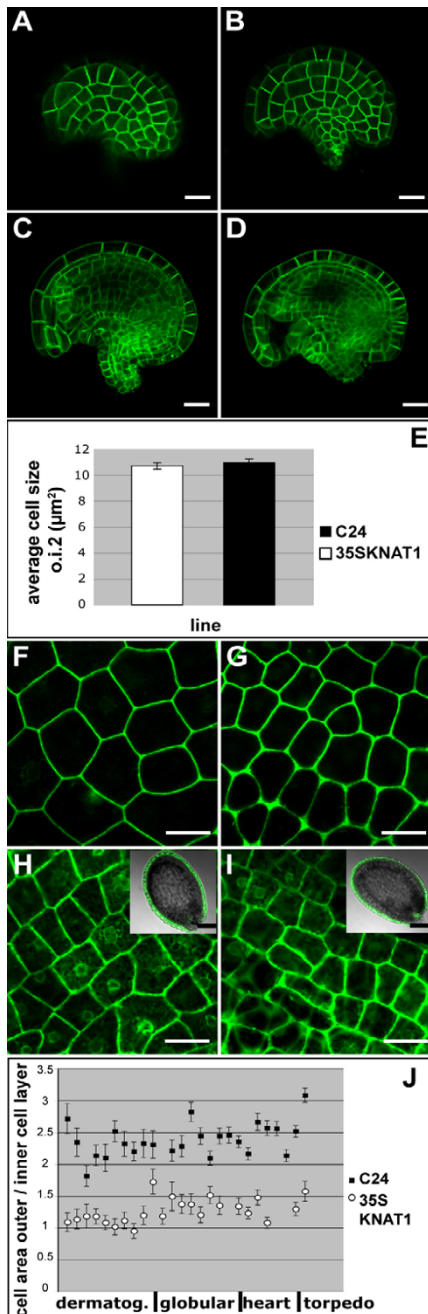 A
B
C
D
E
12
10
8
6
4
2
0
average cell size
o.i.2 (µm²)
line
C24
35SKNAT1
F
G
H
I
J
3.5
3
2.5
2
1.5
1
0.5
0
cell area outer / inner cell layer
C24
35S
KNAT1
dermatog. globular heart torpedo